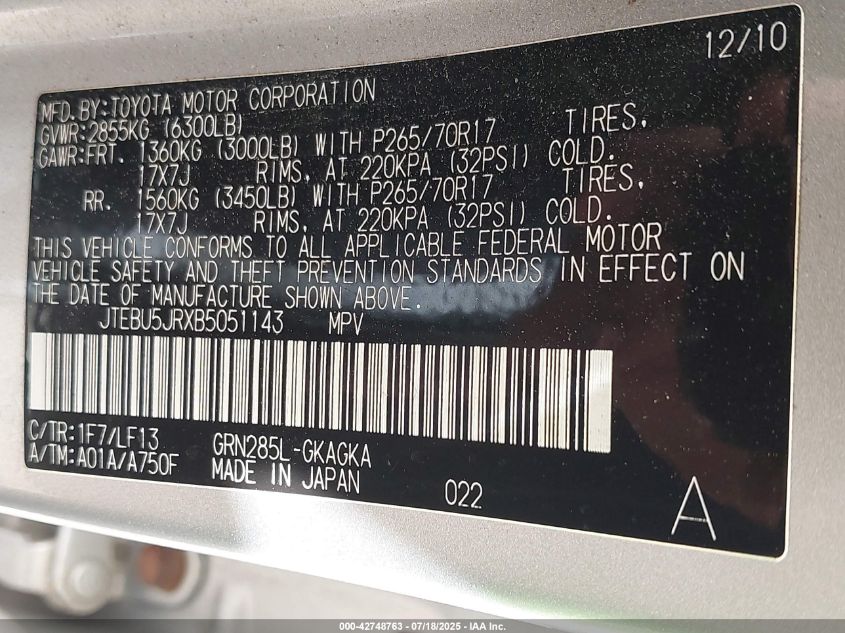 12/10
MFD. BY: TOYOTA MOTOR CORPORATION
GVWR: 2855KG (6300LB)
GAWR: FRT. 1360KG (3000LB) WITH P265/70R17 TIRES,
17X7J RIMS, AT 220KPA (32PSI) COLD.
RR. 1560KG (3450LB) WITH P265/70R17 TIRES,
17X7J RIMS, AT 220KPA (32PSI) COLD.
THIS VEHICLE CONFORMS TO ALL APPLICABLE FEDERAL MOTOR
VEHICLE SAFETY AND THEFT PREVENTION STANDARDS IN EFFECT ON
THE DATE OF MANUFACTURE SHOWN ABOVE.
JTEBU5JRXB5051143 MPV
C/TR: 1F7/LF13 GRN285L-GKAGKA
A/TM: A01A/A750F MADE IN JAPAN
022 A
000-42748763 - 07/18/2025 - IAA Inc.